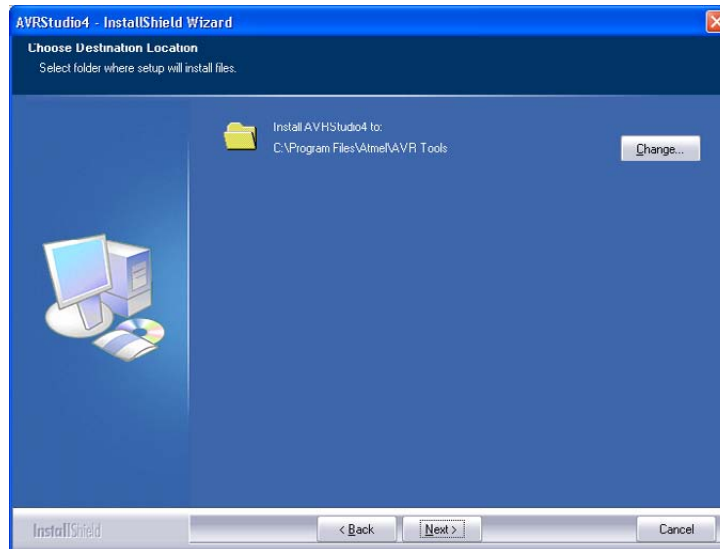 AVRStudio4 - InstallShield Wizard
Choose Destination Location
Select folder where setup will install files.
Install AVRStudio4 to:
C:\Program Files\Atmel\AVR Tools
Change...
InstallShield
< Back
Next >
Cancel